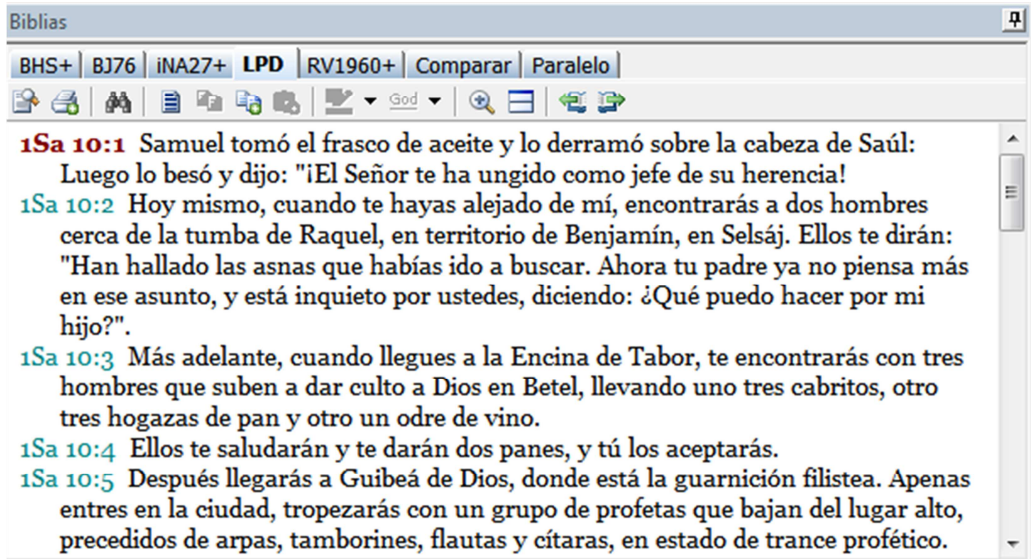 Biblias
BHS+ BJ76 iNA27+ LPD RV1960+ Comparar Paralelo
God
1Sa 10:1 Samuel tomó el frasco de aceite y lo derramó sobre la cabeza de Saúl:
Luego lo besó y dijo: "¡El Señor te ha ungido como jefe de su herencia!
1Sa 10:2 Hoy mismo, cuando te hayas alejado de mí, encontrarás a dos hombres
cerca de la tumba de Raquel, en territorio de Benjamín, en Selsáj. Ellos te dirán:
"Han hallado las asnas que habías ido a buscar. Ahora tu padre ya no piensa más
en ese asunto, y está inquieto por ustedes, diciendo: ¿Qué puedo hacer por mi
hijo?".
1Sa 10:3 Más adelante, cuando llegues a la Encina de Tabor, te encontrarás con tres
hombres que suben a dar culto a Dios en Betel, llevando uno tres cabritos, otro
tres hogazas de pan y otro un odre de vino.
1Sa 10:4 Ellos te saludarán y te darán dos panes, y tú los aceptarás.
1Sa 10:5 Después llegarás a Guibeá de Dios, donde está la guarnición filistea. Apenas
entres en la ciudad, tropezarás con un grupo de profetas que bajan del lugar alto,
precedidos de arpas, tamborines, flautas y cítaras, en estado de trance profético.